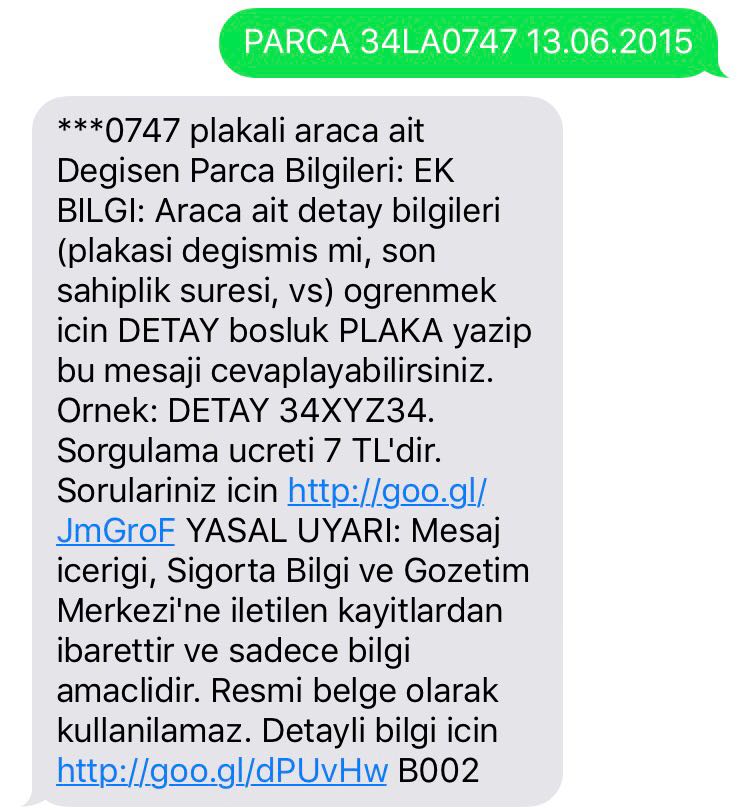 PARCA 34LA0747 13.06.2015
***0747 plakali araca ait
Degisen Parca Bilgileri: EK
BILGI: Araca ait detay bilgileri
(plakasi degismis mi, son
sahiplik suresi, vs) ogrenmek
icin DETAY bosluk PLAKA yazip
bu mesaji cevaplayabilirsiniz.
Ornek: DETAY 34XYZ34.
Sorgulama ucreti 7 TL'dir.
Sorulariniz icin http://goo.gl/
JmGroF YASAL UYARI: Mesaj
icerigi, Sigorta Bilgi ve Gozetim
Merkezi'ne iletilen kayitlardan
ibarettir ve sadece bilgi
amaclidir. Resmi belge olarak
kullanilamaz. Detayli bilgi icin
http://goo.gl/dPUvHw B002